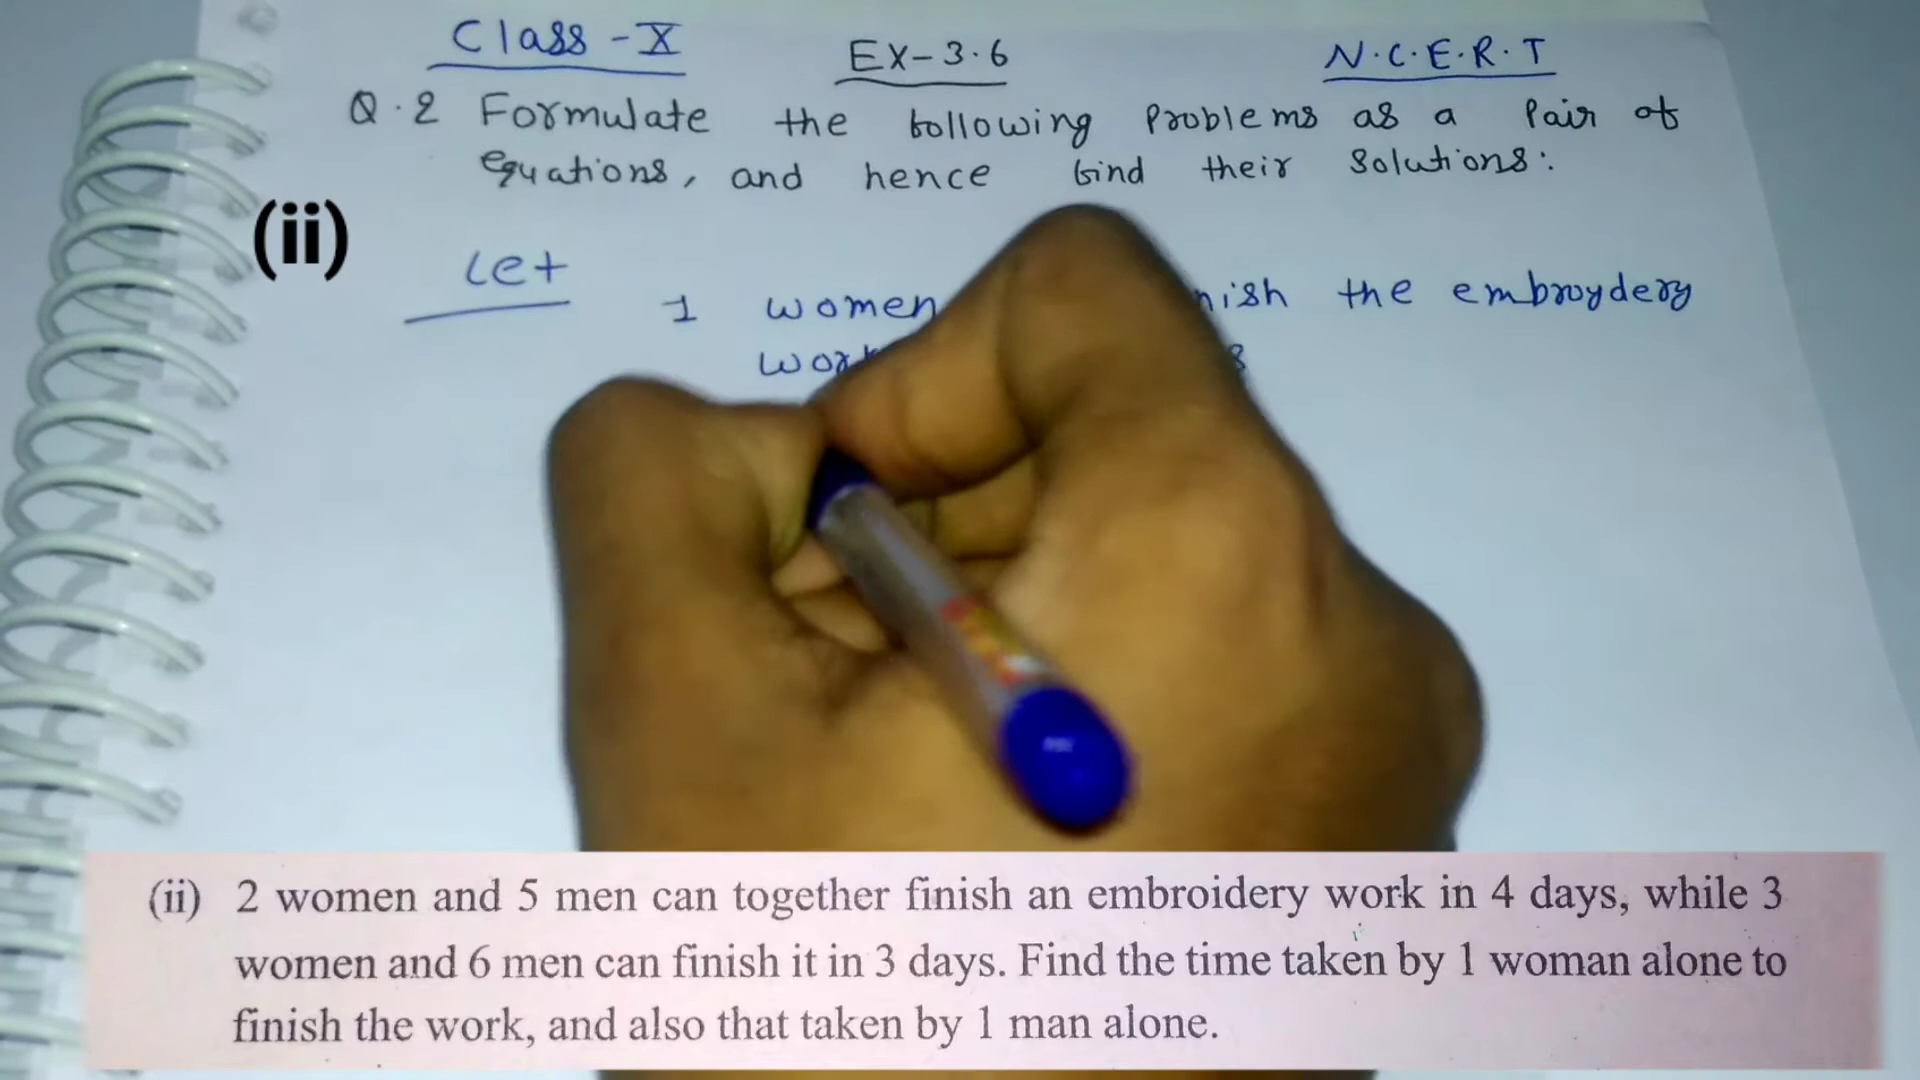 Class - X EX-3.6 N.C.E.R.T
Q.2 Formulate the following Problems as a Pair of
equations, and hence find their Solutions:
(ii)
Let
1 women nish the embroydery
work
(ii) 2 women and 5 men can together finish an embroidery work in 4 days, while 3
women and 6 men can finish it in 3 days. Find the time taken by 1 woman alone to
finish the work, and also that taken by 1 man alone.